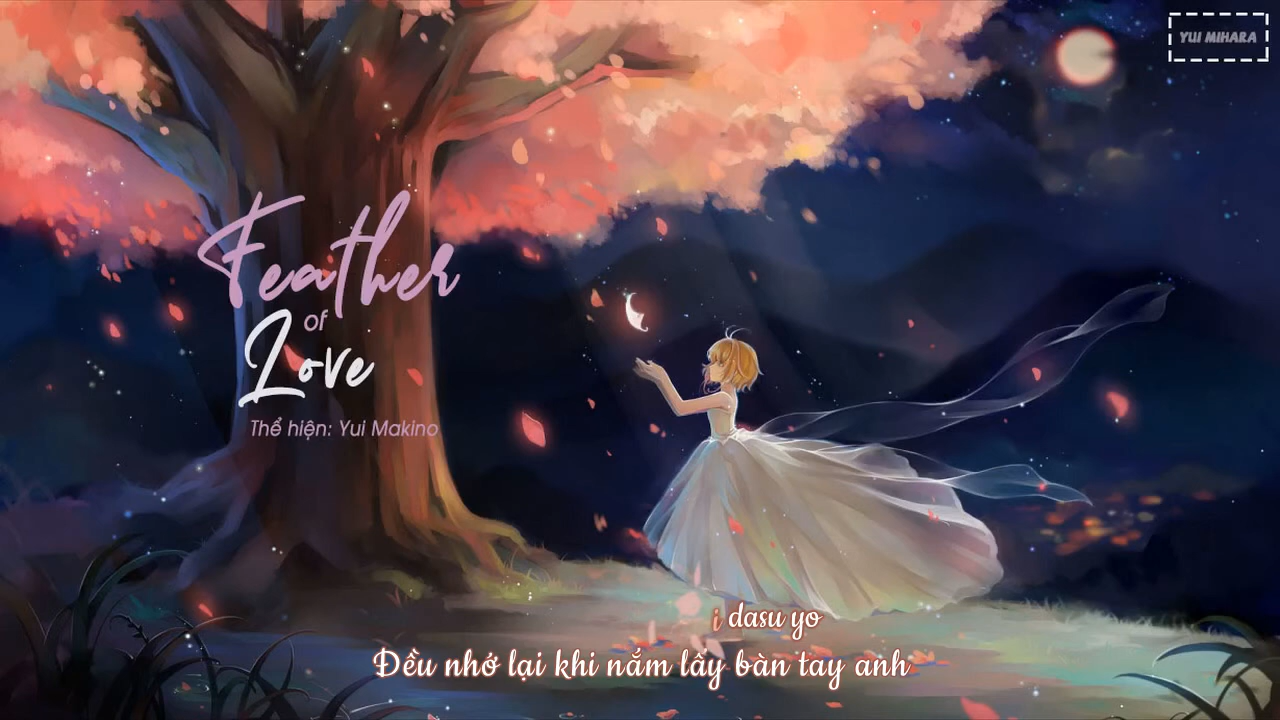 YUI MIHARA
Feather
of
Love
Thể hiện: Yui Makino
i dasu yo
Đều nhớ lại khi nắm lấy bàn tay anh